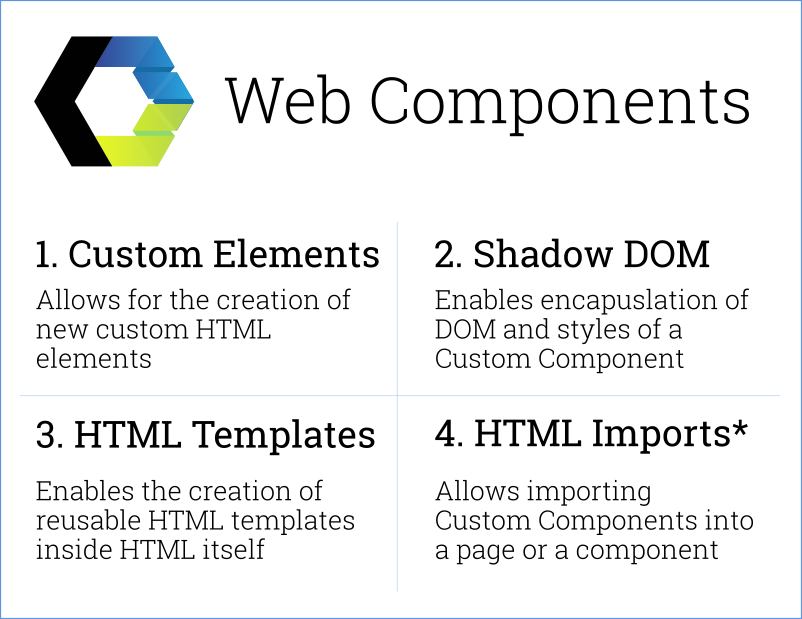 Web Components
1. Custom Elements
Allows for the creation of
new custom HTML
elements
2. Shadow DOM
Enables encapuslation of
DOM and styles of a
Custom Component
3. HTML Templates
Enables the creation of
reusable HTML templates
inside HTML itself
4. HTML Imports*
Allows importing
Custom Components into
a page or a component